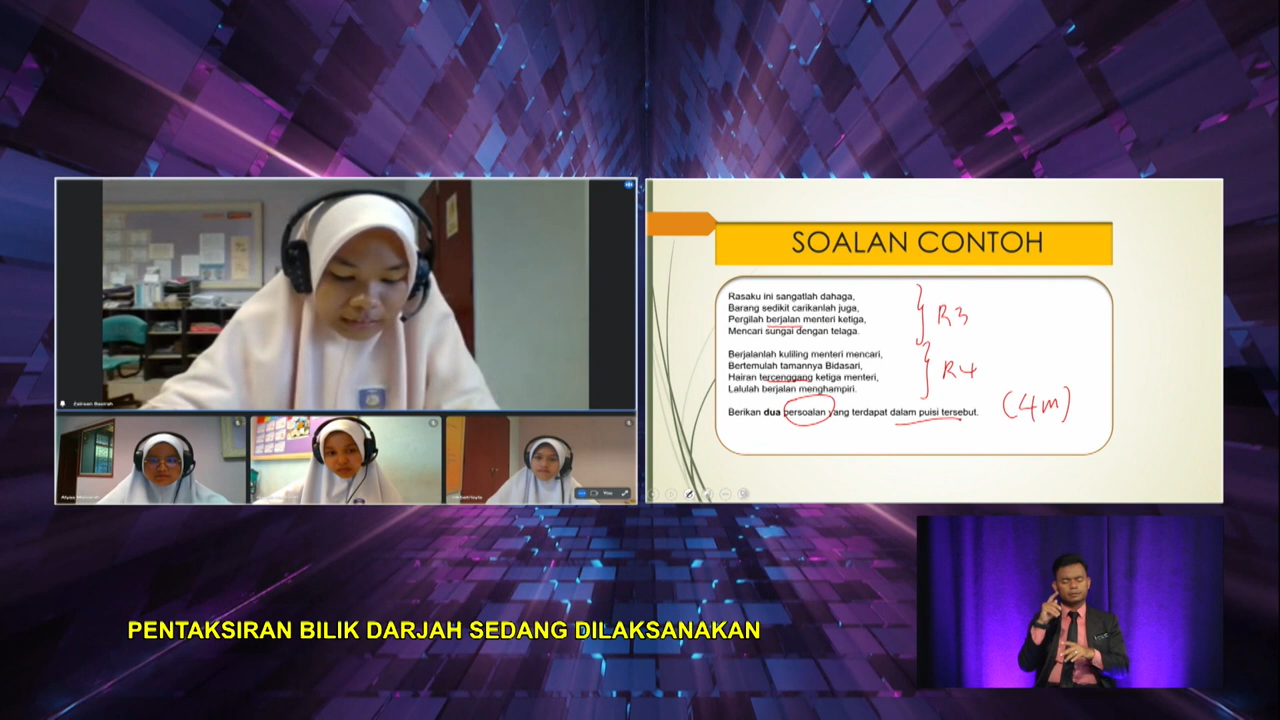 SOALAN CONTOH
Rasaku ini sangatlah dahaga,
Barang sedikit carikanlah juga,
Pergilah berjalan menteri ketiga,
Mencari sungai dengan telaga.
R3
Berjalanlah kuliling menteri mencari,
Bertemulah tamannya Bidasari,
Hairan tercenggang ketiga menteri,
Lalulah berjalan menghampiri.
R4
Berikan dua persoalan yang terdapat dalam puisi tersebut.
(4m)
PENTAKSIRAN BILIK DARJAH SEDANG DILAKSANAKAN